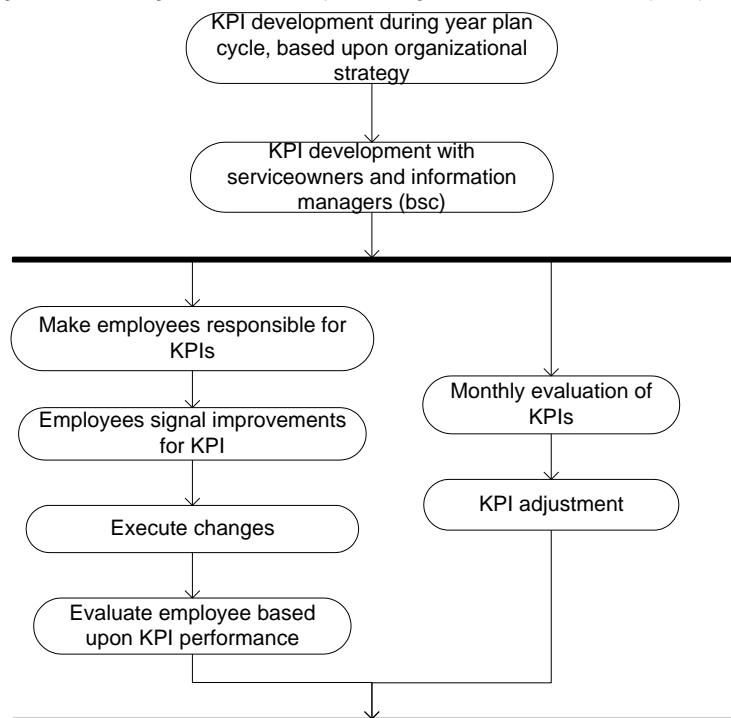 KPI development during year plan
cycle, based upon organizational
strategy
KPI development with
serviceowners and information
managers (bsc)
Make employees responsible for
KPIs
Employees signal improvements
for KPI
Execute changes
Evaluate employee based
upon KPI performance
Monthly evaluation of
KPIs
KPI adjustment